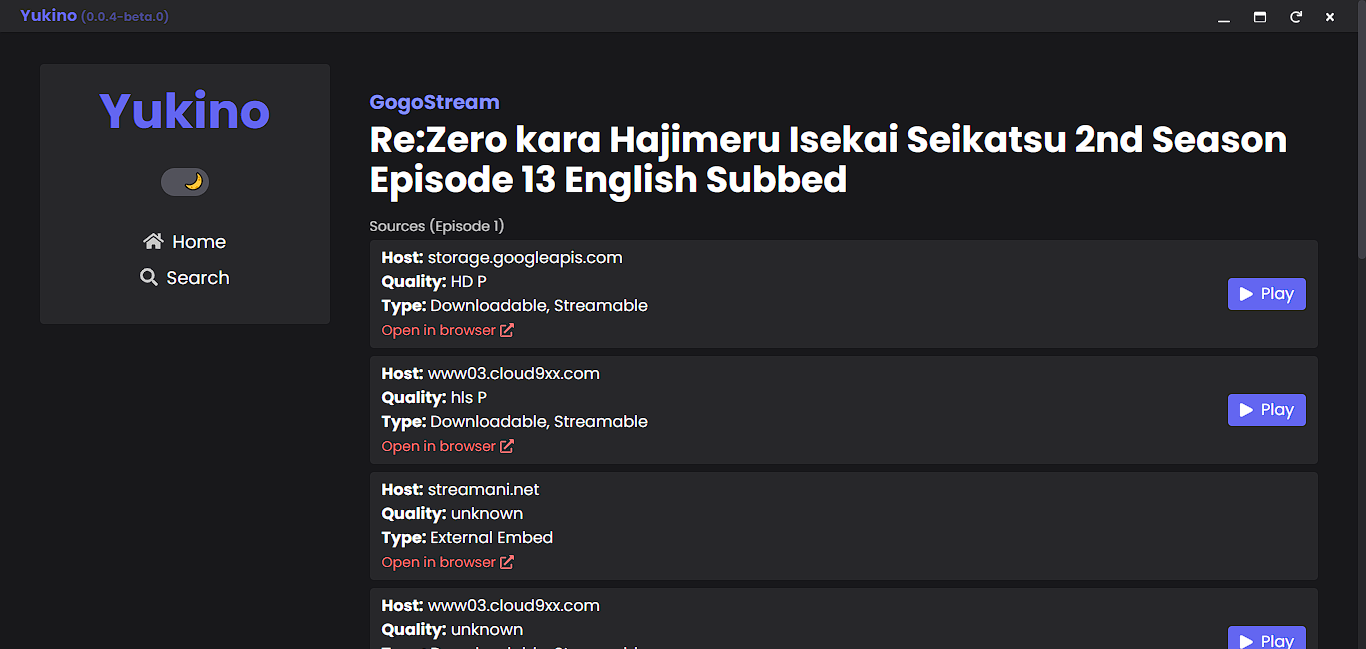 Yukino (0.0.4-beta.0)
Yukino
Home
Search
GogoStream
Re:Zero kara Hajimeru Isekai Seikatsu 2nd Season
Episode 13 English Subbed
Sources (Episode 1)
Host: storage.googleapis.com
Quality: HD P
Type: Downloadable, Streamable
Open in browser
Play
Host: www03.cloud9xx.com
Quality: hls P
Type: Downloadable, Streamable
Open in browser
Play
Host: streamani.net
Quality: unknown
Type: External Embed
Open in browser
Host: www03.cloud9xx.com
Quality: unknown
Play